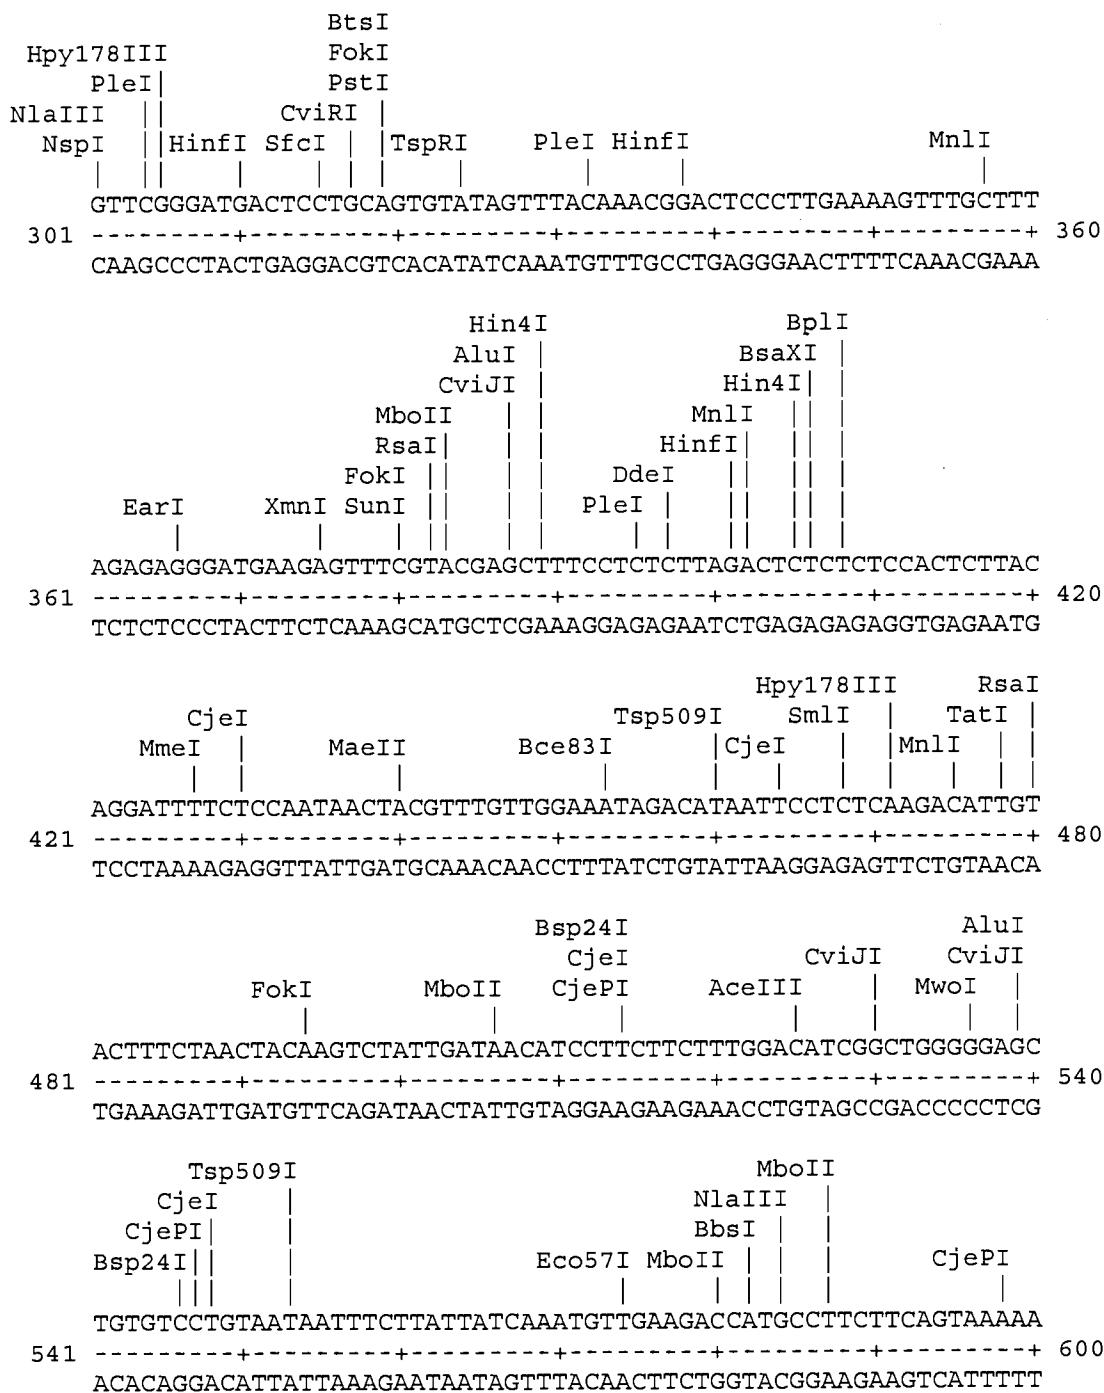 BtsI
Hpy178III FokI
PleI PstI
NlaIII CviRI
NspI HinfI SfcI TspRI PleI HinfI MnlI
GTTCGGGATGACTCCTGCAGTGTATAGTTTACAAACGGACTCCCTTGAAAAGTTTGCTTT
301 ---------+---------+---------+---------+---------+---------+ 360
CAAGCCCTACTGAGGACGTCACATATCAAATGTTTGCCTGAGGGAACTTTTCAAACGAAA
Hin4I BplI
AluI BsaXI
CviJI Hin4I
MboII MnlI
RsaI HinfI
FokI DdeI
EarI XmnI SunI PleI
AGAGAGGGATGAAGAGTTTCGTACGAGCTTTCCTCTCTTAGACTCTCTCTCCACTCTTAC
361 ---------+---------+---------+---------+---------+---------+ 420
TCTCTCCCTACTTCTCAAAGCATGCTCGAAAGGAGAGAATCTGAGAGAGAGGTGAGAATG
Hpy178III RsaI
CjeI Tsp509I SmlI TatI
MmeI MaeII Bce83I CjeI MnlI
AGGATTTTCTCCAATAACTACGTTTGTTGGAAATAGACATAATTCCTCTCAAGACATTGT
421 ---------+---------+---------+---------+---------+---------+ 480
TCCTAAAAGAGGTTATTGATGCAAACAACCTTTATCTGTATTAAGGAGAGTTCTGTAACA
Bsp24I AluI
CjeI CviJI CviJI
FokI MboII CjePI AceIII MwoI
ACTTTCTAACTACAAGTCTATTGATAACATCCTTCTTCTTTGGACATCGGCTGGGGGAGC
481 ---------+---------+---------+---------+---------+---------+ 540
TGAAAGATTGATGTTCAGATAACTATTGTAGGAAGAAGAAACCTGTAGCCGACCCCCTCG
Tsp509I MboII
CjeI NlaIII
CjePI BbsI
Bsp24I Eco57I MboII CjePI
TGTGTCCTGTAATAATTTCTTATTATCAAATGTTGAAGACCATGCCTTCTTCAGTAAAAA
541 ---------+---------+---------+---------+---------+---------+ 600
ACACAGGACATTATTAAAGAATAATAGTTTACAACTTCTGGTACGGAAGAAGTCATTTTT